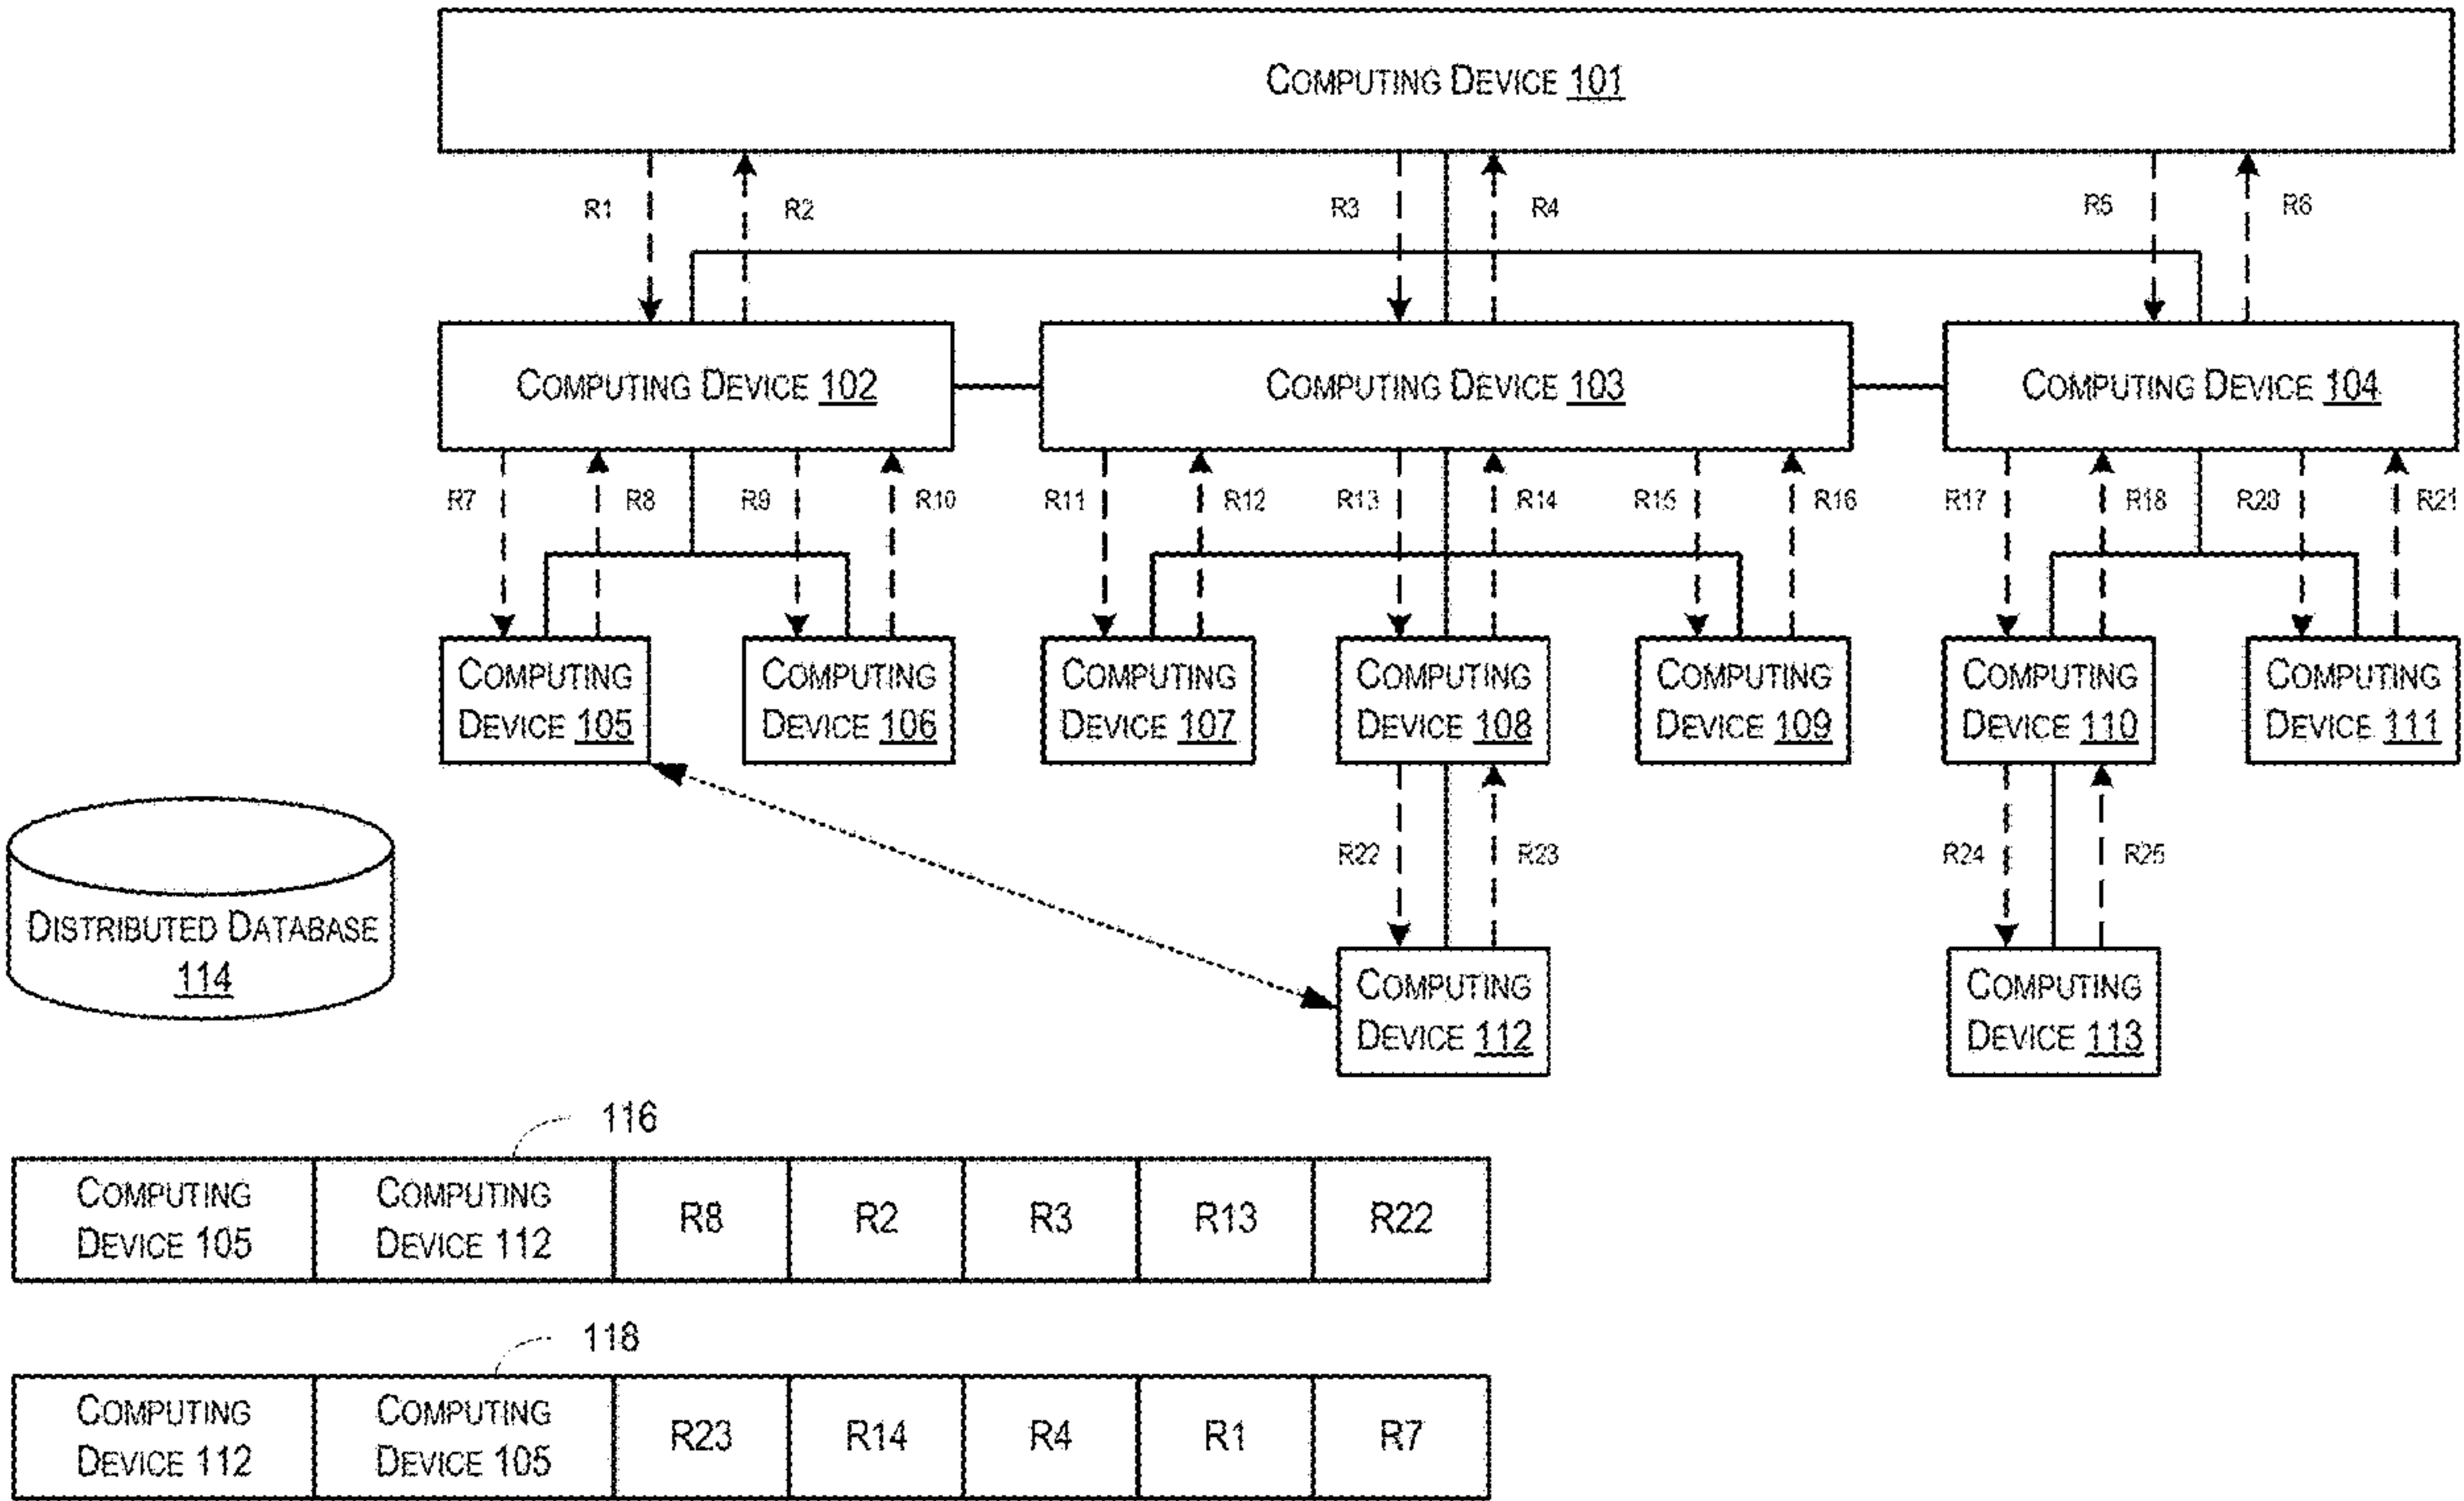 COMPUTING DEVICE 101
R1 R2 R3 R4 R5 R6
COMPUTING DEVICE 102 COMPUTING DEVICE 103 COMPUTING DEVICE 104
R7 R8 R9 R10 R11 R12 R13 R14 R15 R16 R17 R18 R20 R21
COMPUTING COMPUTING COMPUTING COMPUTING COMPUTING COMPUTING COMPUTING
DEVICE 105 DEVICE 106 DEVICE 107 DEVICE 108 DEVICE 109 DEVICE 110 DEVICE 111
R22 R23 R24 R25
DISTRIBUTED DATABASE
114
COMPUTING COMPUTING
DEVICE 112 DEVICE 113
116
COMPUTING COMPUTING
DEVICE 105 DEVICE 112 R8 R2 R3 R13 R22
118
COMPUTING COMPUTING
DEVICE 112 DEVICE 105 R23 R14 R4 R1 R7